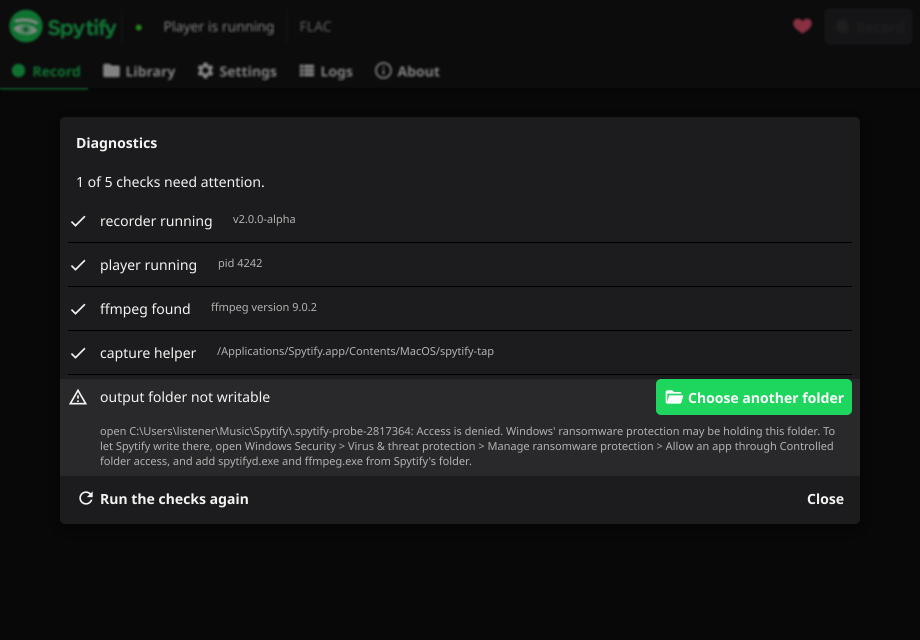 Spytify
Player is running
FLAC
Record
Record
Library
Settings
Logs
About
Diagnostics
1 of 5 checks need attention.
recorder running v2.0.0-alpha
player running pid 4242
ffmpeg found ffmpeg version 9.0.2
capture helper /Applications/Spytify.app/Contents/MacOS/spytify-tap
output folder not writable
Choose another folder
open C:\Users\listener\Music\Spytify\.spytify-probe-2817364: Access is denied. Windows' ransomware protection may be holding this folder. To
let Spytify write there, open Windows Security > Virus & threat protection > Manage ransomware protection > Allow an app through Controlled
folder access, and add spytifyd.exe and ffmpeg.exe from Spytify's folder.
Run the checks again
Close